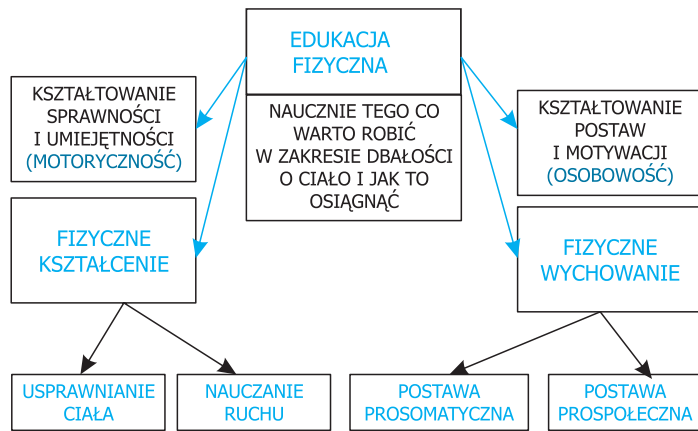 EDUKACJA
FIZYCZNA
NAUCZNIE TEGO CO
WARTO ROBIĆ
W ZAKRESIE DBAŁOŚCI
O CIAŁO I JAK TO
OSIĄGNĄĆ
KSZTAŁTOWANIE
SPRAWNOŚCI
I UMIEJĘTNOŚCI
(MOTORYCZNOŚĆ)
KSZTAŁTOWANIE
POSTAW
I MOTYWACJI
(OSOBOWOŚĆ)
FIZYCZNE
KSZTAŁCENIE
FIZYCZNE
WYCHOWANIE
USPRAWNIANIE
CIAŁA
NAUCZANIE
RUCHU
POSTAWA
PROSOMATYCZNA
POSTAWA
PROSPOŁECZNA